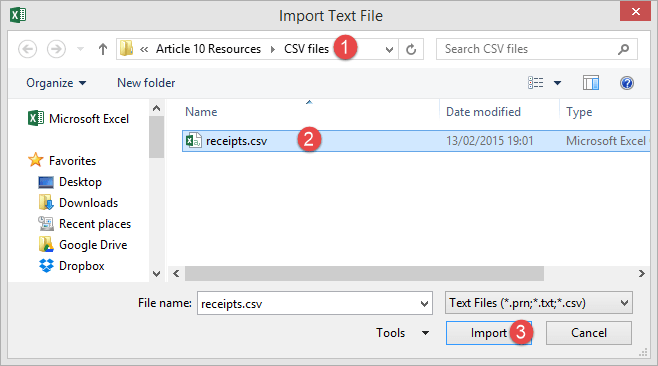 Import Text File
« Article 10 Resources CSV files 1
Search CSV files
Organize New folder
Microsoft Excel
Favorites
Desktop
Downloads
Recent places
Google Drive
Dropbox
Name Date modified Type
receipts.csv 2 13/02/2015 19:01 Microsoft Excel
File name: receipts.csv Text Files (*.prn;*.txt;*.csv)
Tools Import 3 Cancel